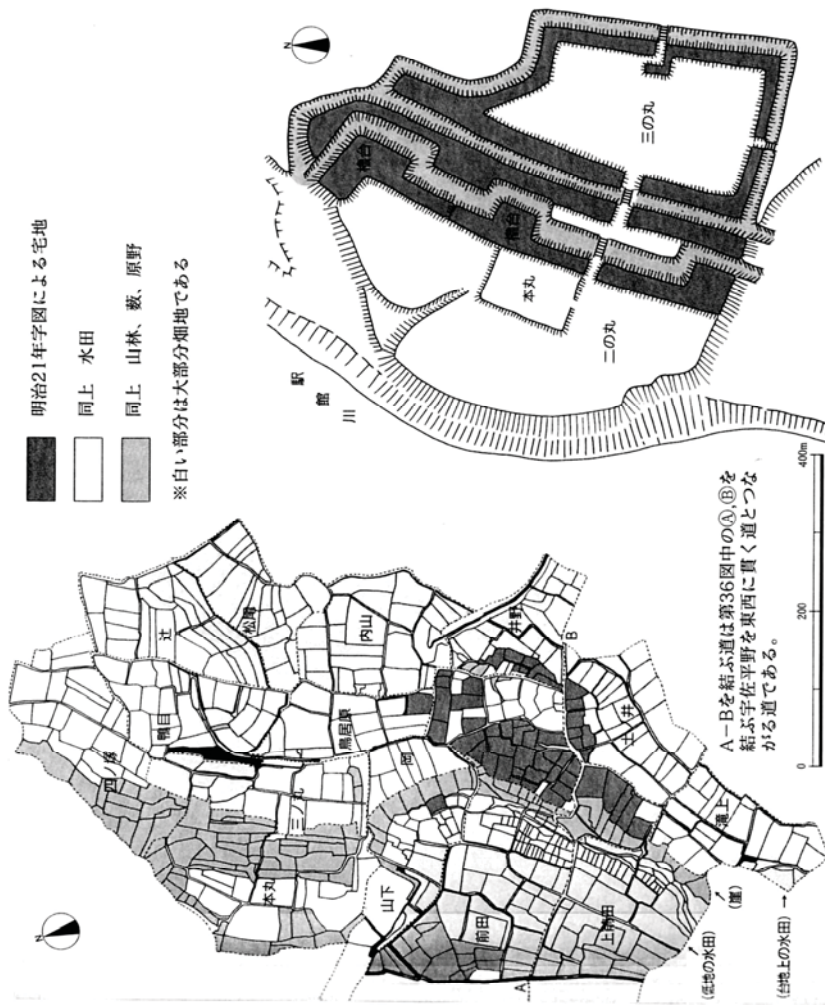 明治21年字図による宅地
同上 水田
同上 山林、薮、原野
※白い部分は大部分畑地である
N
四ノ塚
鴨目
辻
松尾
本丸
三ノ丸
鳥居原
内山
山下
岡
井野
前田
A
B
土井
上前田
滝上
(低地の水田)
(崖)
(台地上の水田)
A−Bを結ぶ道は第36図中のⒶ,Ⓑを
結ぶ宇佐平野を東西に貫く道とつな
がる道である。
0
200
400m
N
櫓台
櫓台
本丸
二の丸
三の丸
駅館川